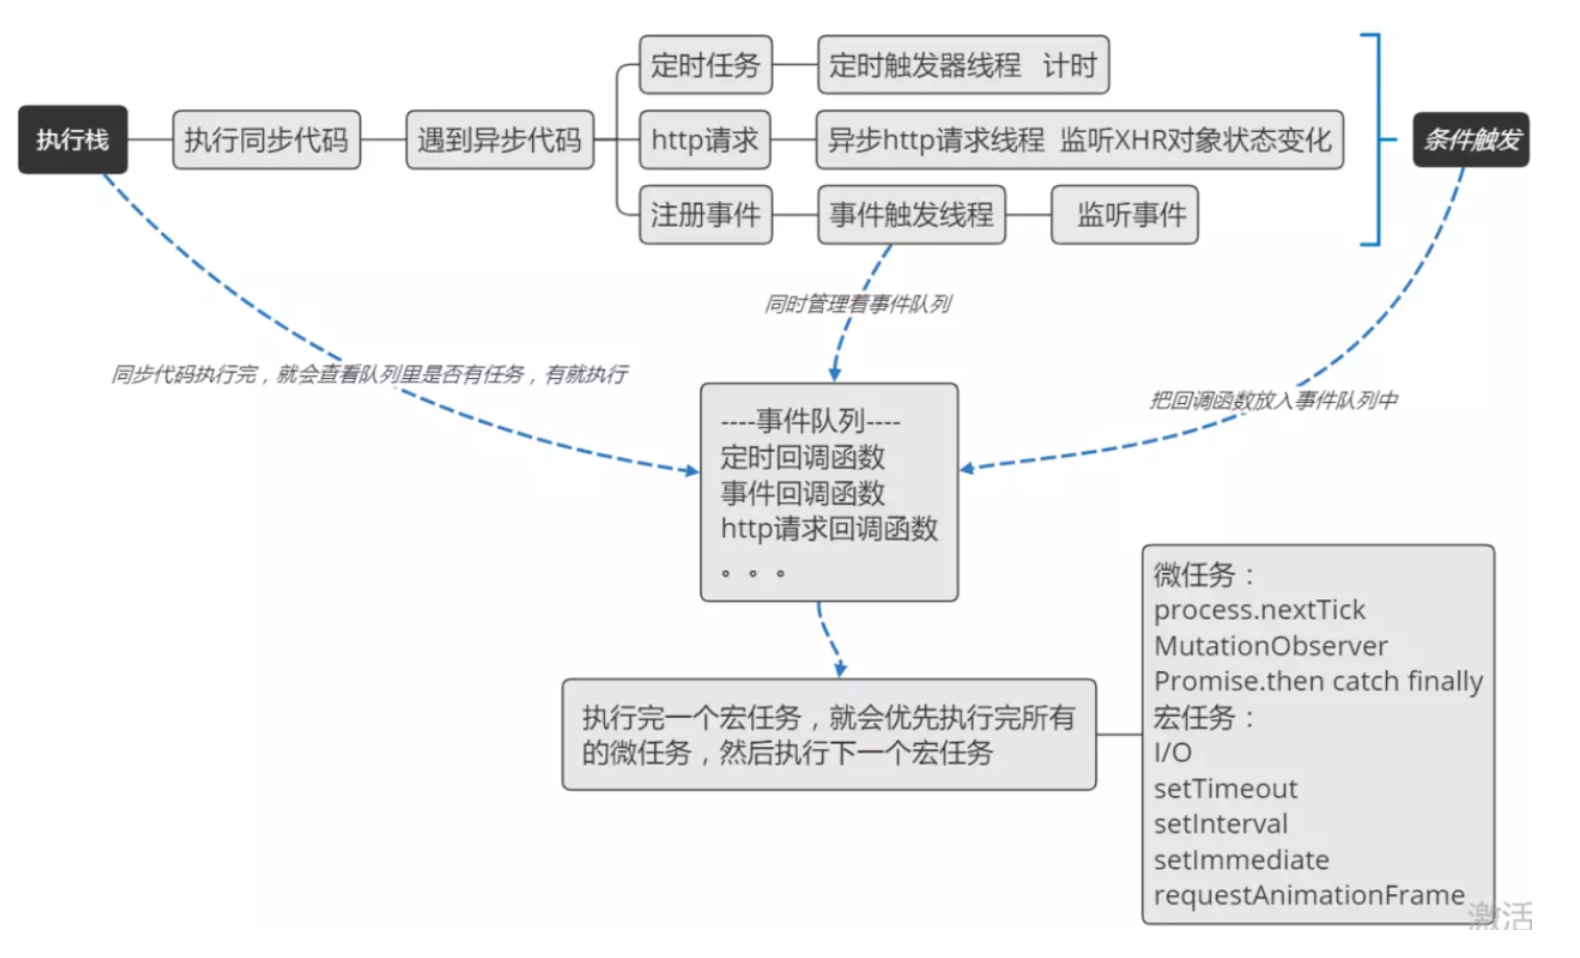 定时任务
定时触发器线程 计时
执行栈
执行同步代码
遇到异步代码
http请求
异步http请求线程 监听XHR对象状态变化
条件触发
注册事件
事件触发线程
监听事件
同时管理着事件队列
同步代码执行完，就会查看队列里是否有任务，有就执行
把回调函数放入事件队列中
----事件队列----
定时回调函数
事件回调函数
http请求回调函数
。。。
执行完一个宏任务，就会优先执行完所有
的微任务，然后执行下一个宏任务
微任务：
process.nextTick
MutationObserver
Promise.then catch finally
宏任务：
I/O
setTimeout
setInterval
setImmediate
requestAnimationFrame
激活